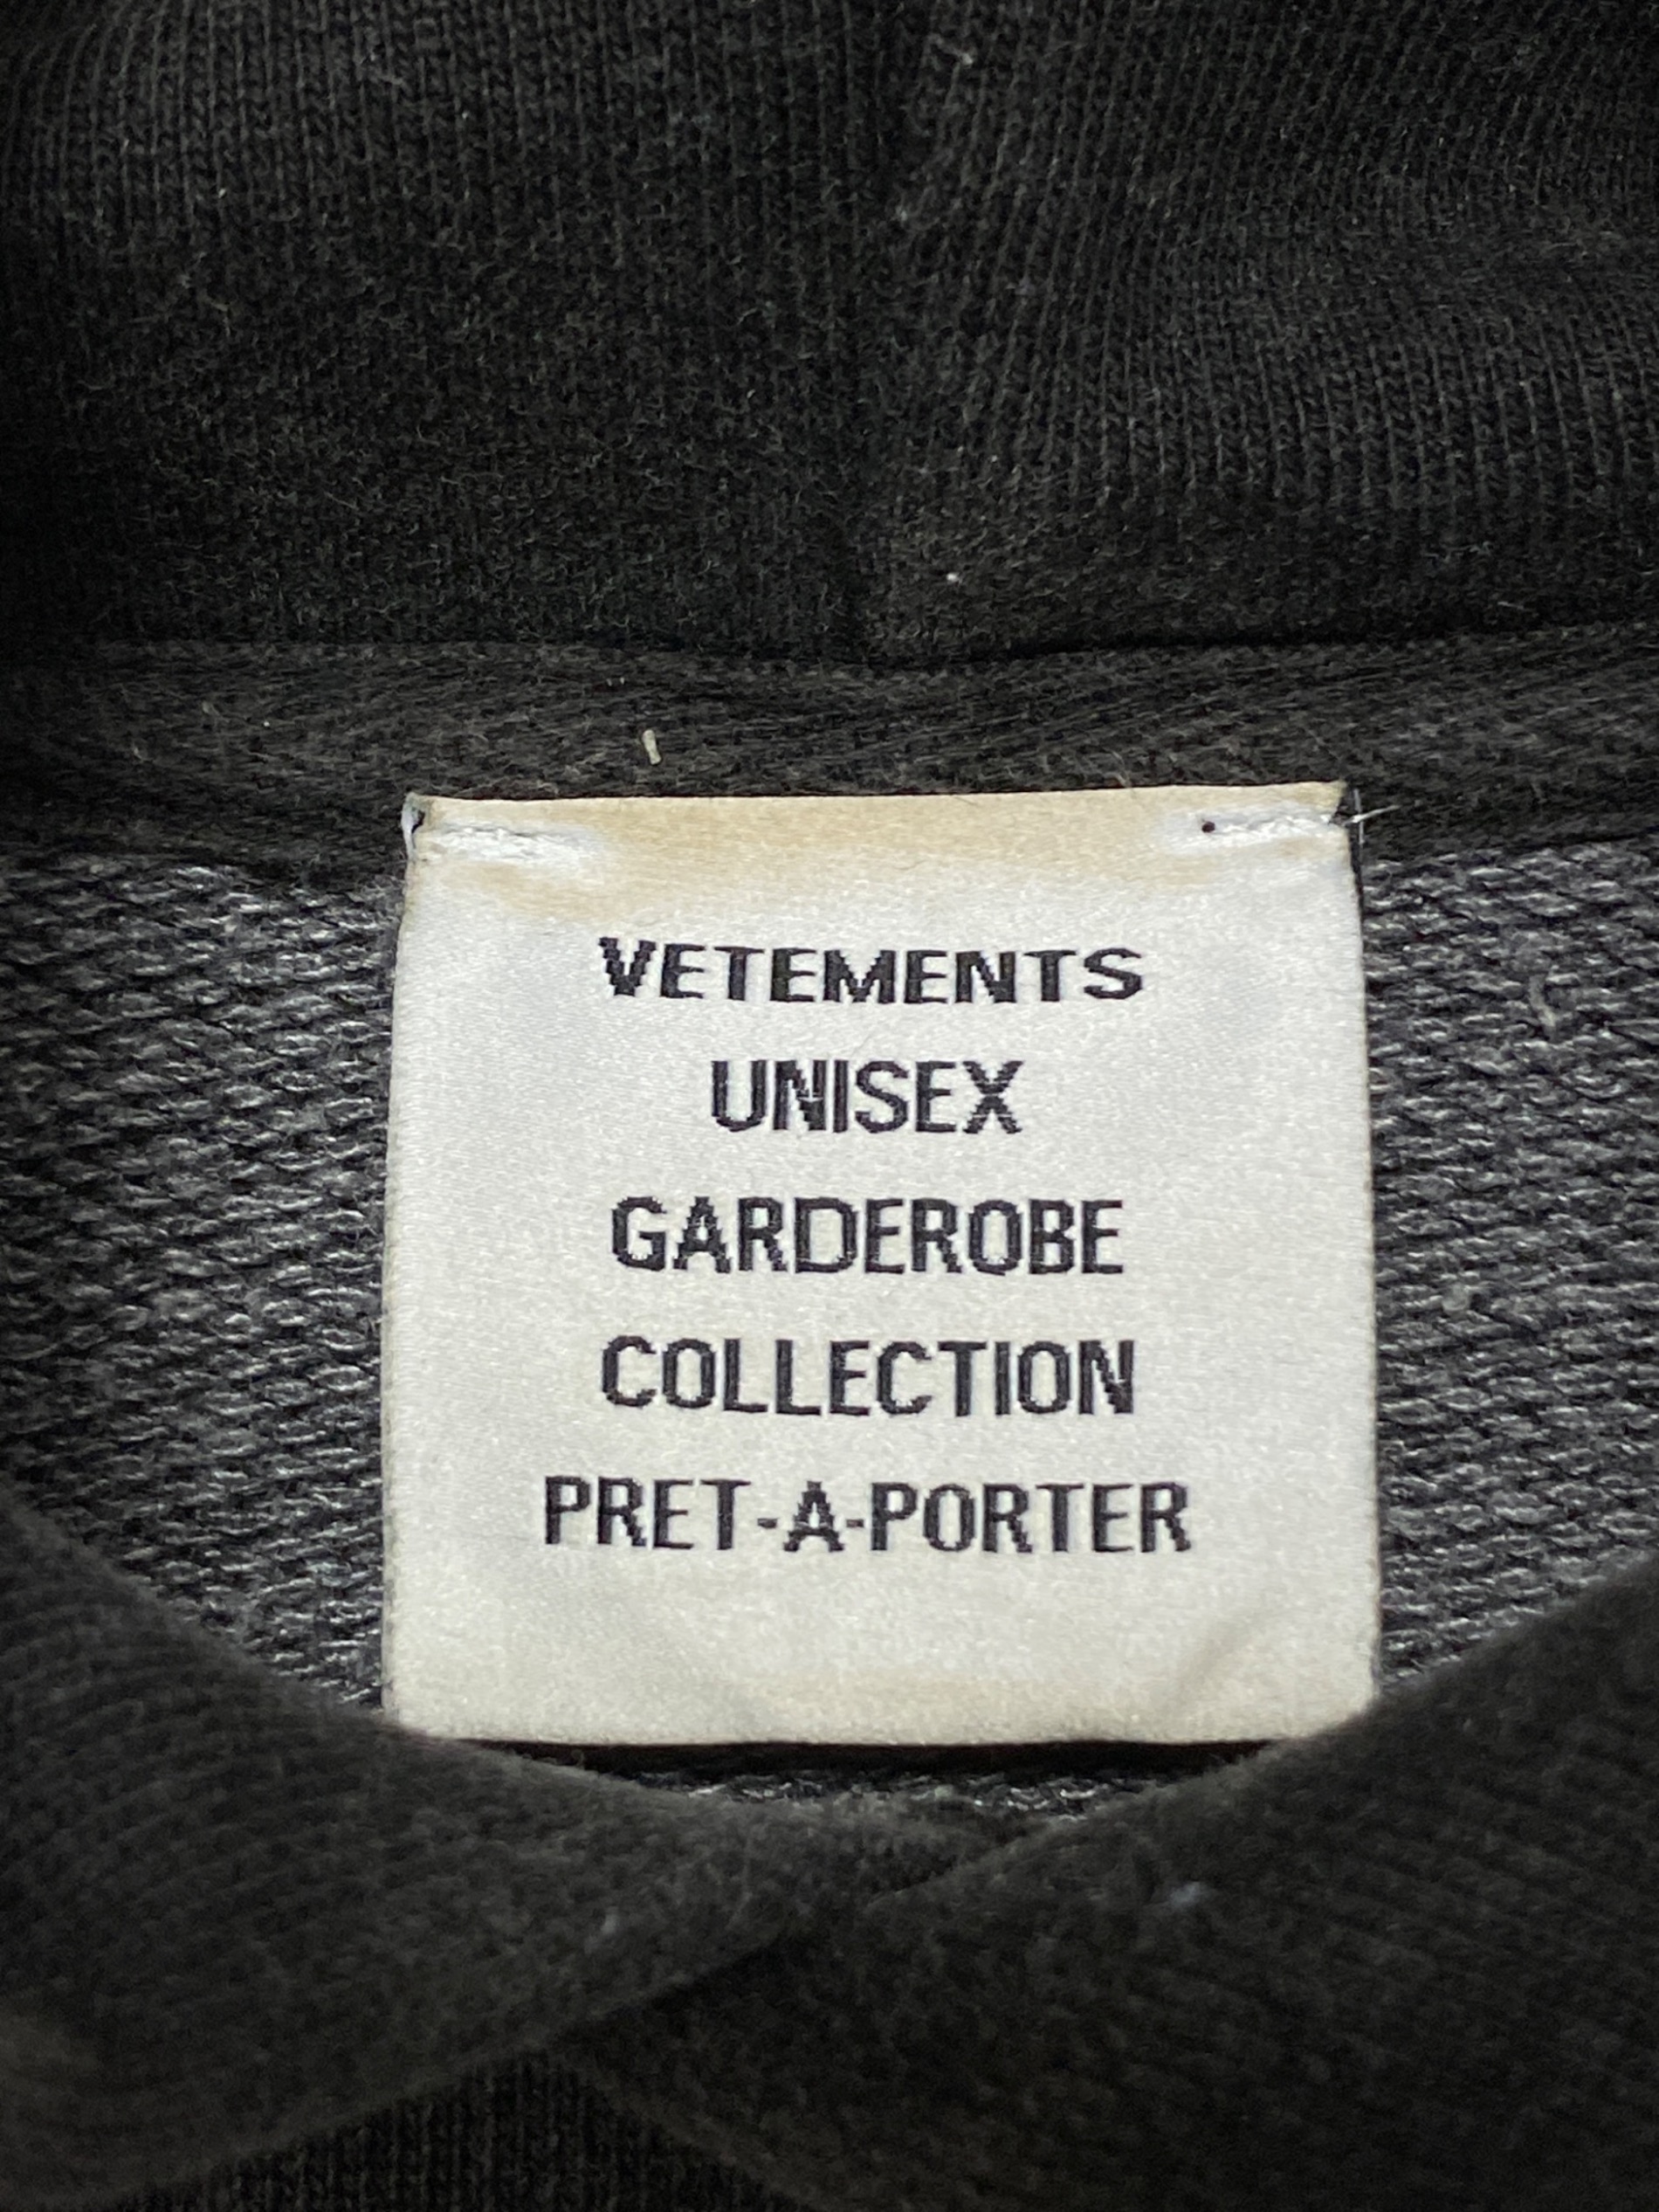 VETEMENTS
UNISEX
GARDEROBE
COLLECTION
PRET-A-PORTER